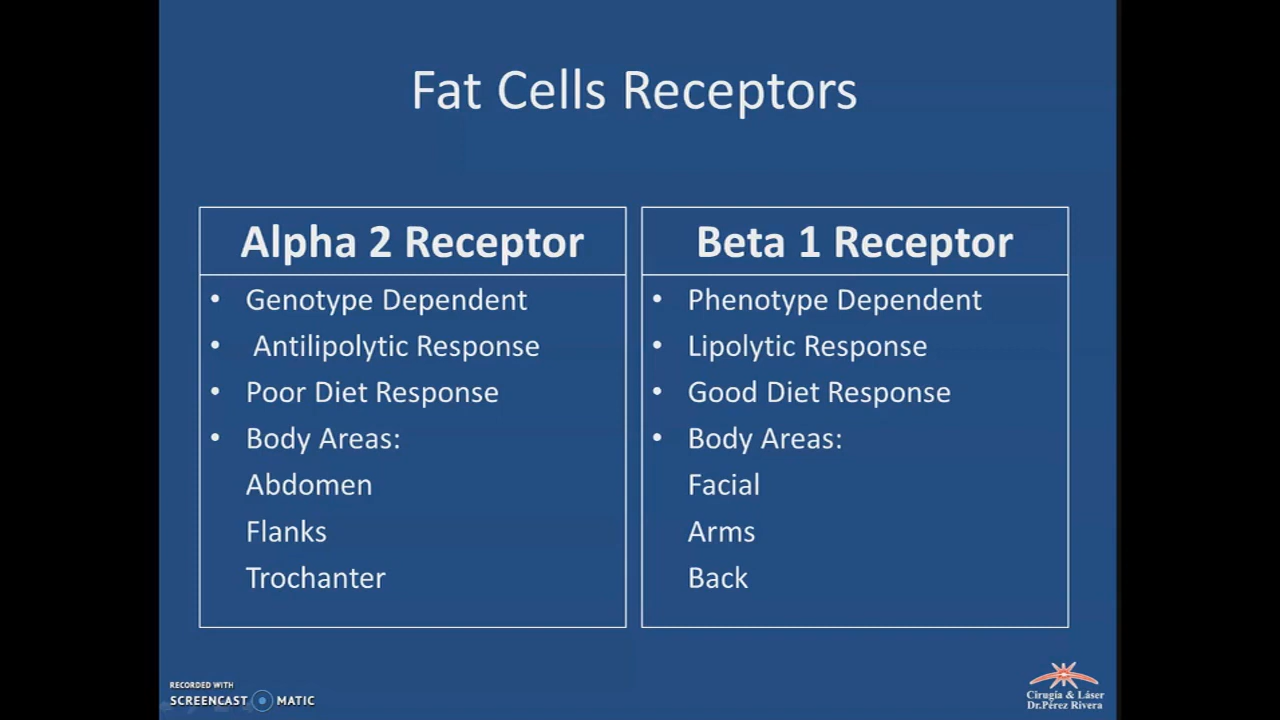 Fat Cells Receptors
Alpha 2 Receptor
• Genotype Dependent
• Antilipolytic Response
• Poor Diet Response
• Body Areas:
Abdomen
Flanks
Trochanter
Beta 1 Receptor
• Phenotype Dependent
• Lipolytic Response
• Good Diet Response
• Body Areas:
Facial
Arms
Back
RECORDED WITH
SCREENCAST MATIC
Cirugía & Láser
Dr.Pérez Rivera